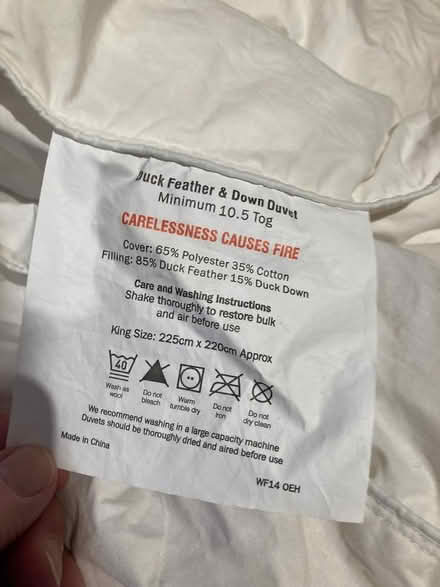 Duck Feather & Down Duvet
Minimum 10.5 Tog
CARELESSNESS CAUSES FIRE
Cover: 65% Polyester 35% Cotton
Filling: 85% Duck Feather 15% Duck Down
Care and Washing Instructions
Shake thoroughly to restore bulk
and air before use
King Size: 225cm x 220cm Approx
40
Wash as wool
Do not bleach
Warm tumble dry
Do not iron
Do not dry clean
We recommend washing in a large capacity machine
Duvets should be thoroughly dried and aired before use
Made in China
WF14 OEH